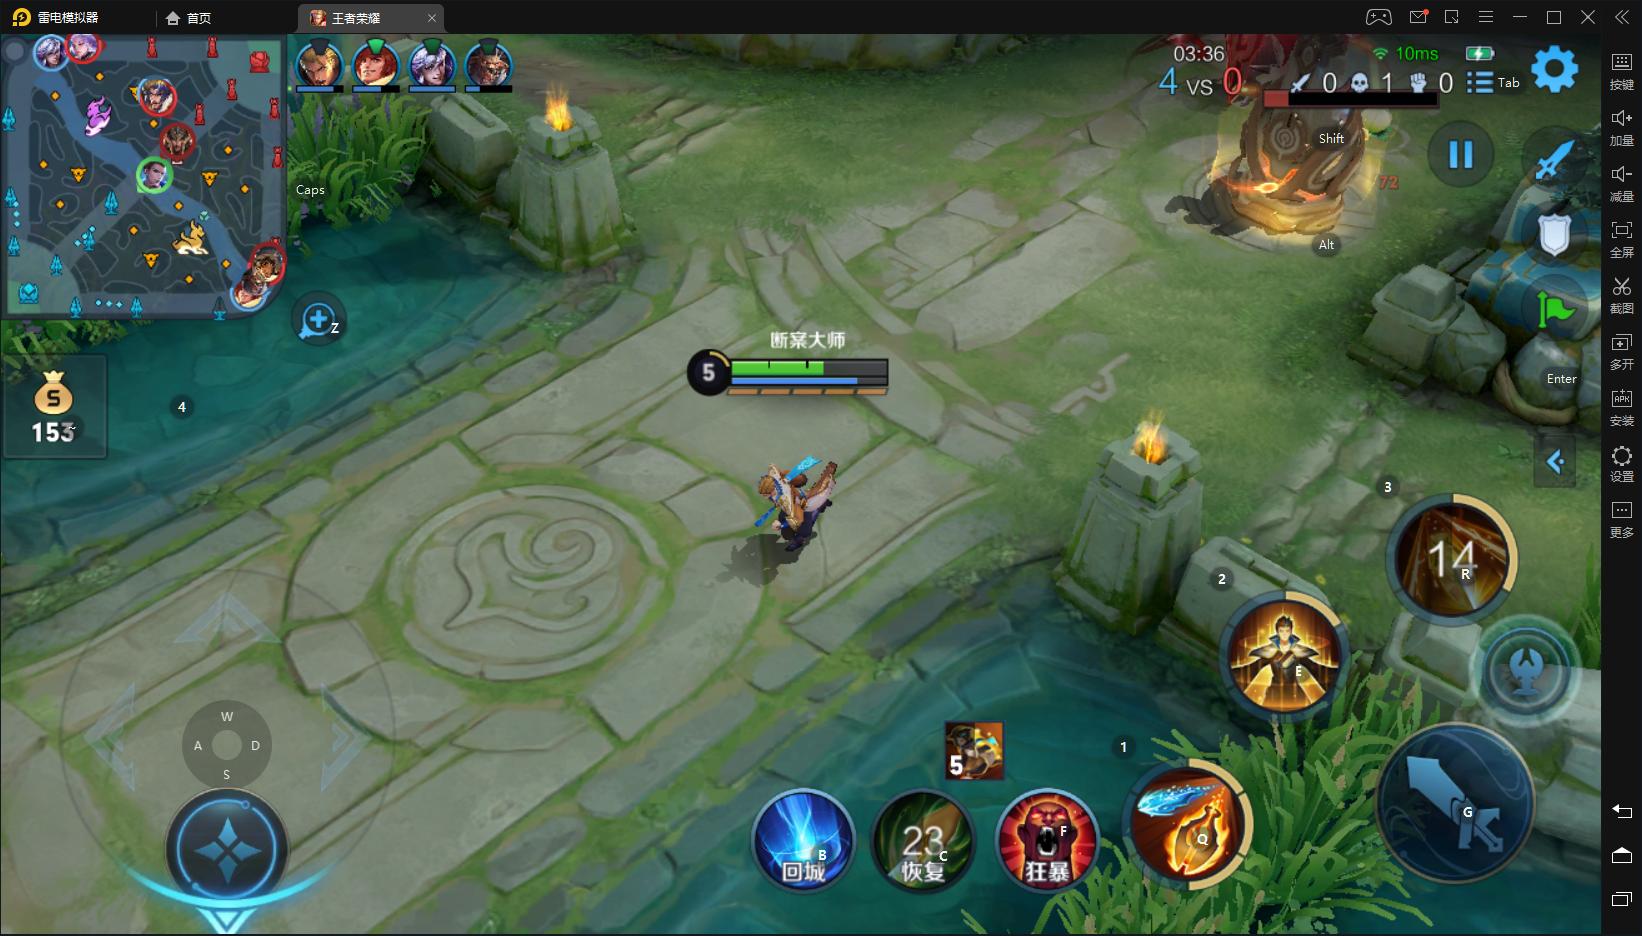 雷电模拟器
首页
王者荣耀
03:36
10ms
4 VS 0
0
1
0
Tab
Shift
Caps
72
Alt
Z
断案大师
5
4
153
~
Enter
3
14
R
2
E
W
A
D
S
5
1
B
回城
23
C
恢复
F
狂暴
Q
G
按键
加量
减量
全屏
截图
多开
APK
安装
设置
更多